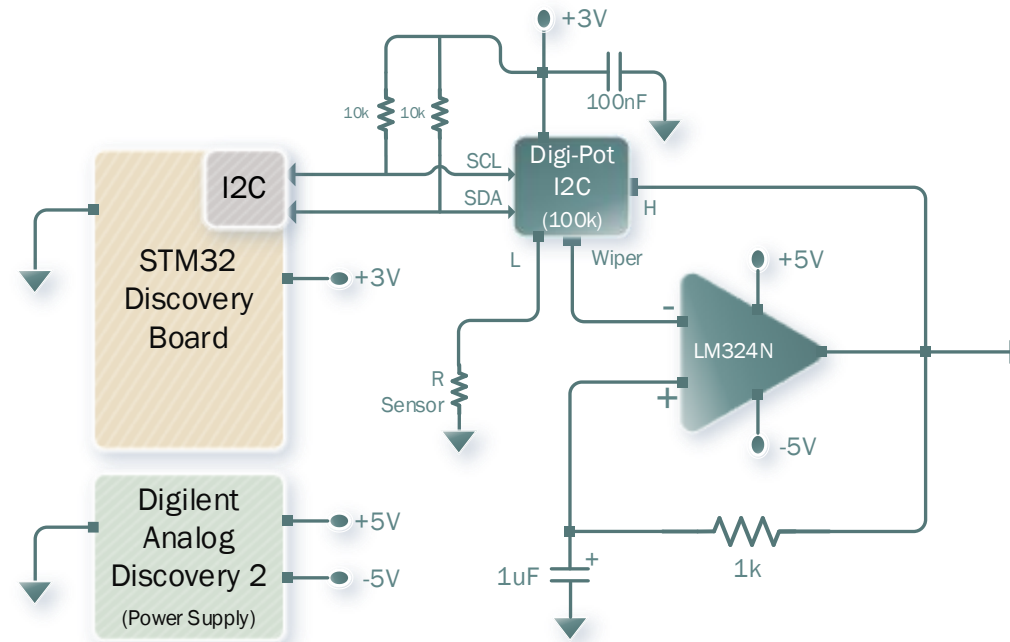 +3V
100nF
10k
10k
SCL
SDA
Digi-Pot
I2C
(100k)
H
L
Wiper
I2C
STM32
Discovery
Board
+3V
R
Sensor
-
+
LM324N
+5V
-5V
Digilent
Analog
Discovery 2
(Power Supply)
+5V
-5V
1uF
+
1k